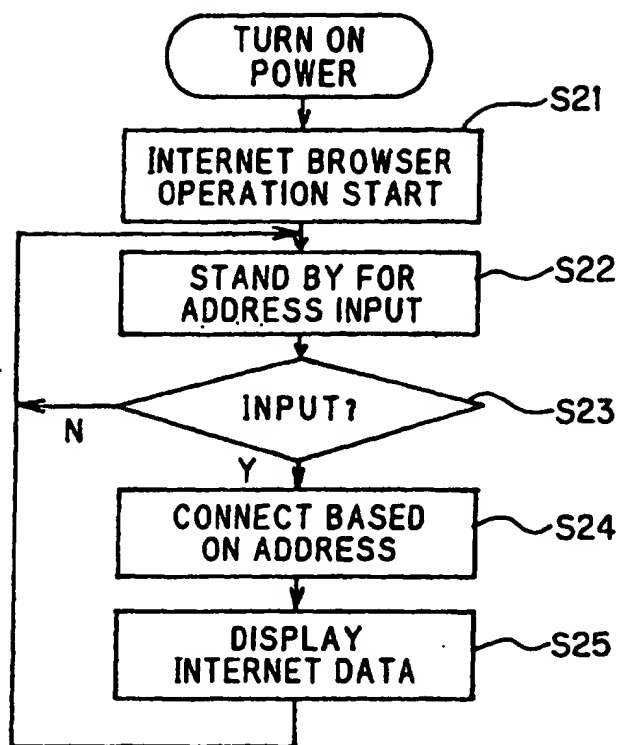 TURN ON
POWER
S21
INTERNET BROWSER
OPERATION START
STAND BY FOR
ADDRESS INPUT
S22
INPUT?
S23
N
Y
CONNECT BASED
ON ADDRESS
S24
DISPLAY
INTERNET DATA
S25